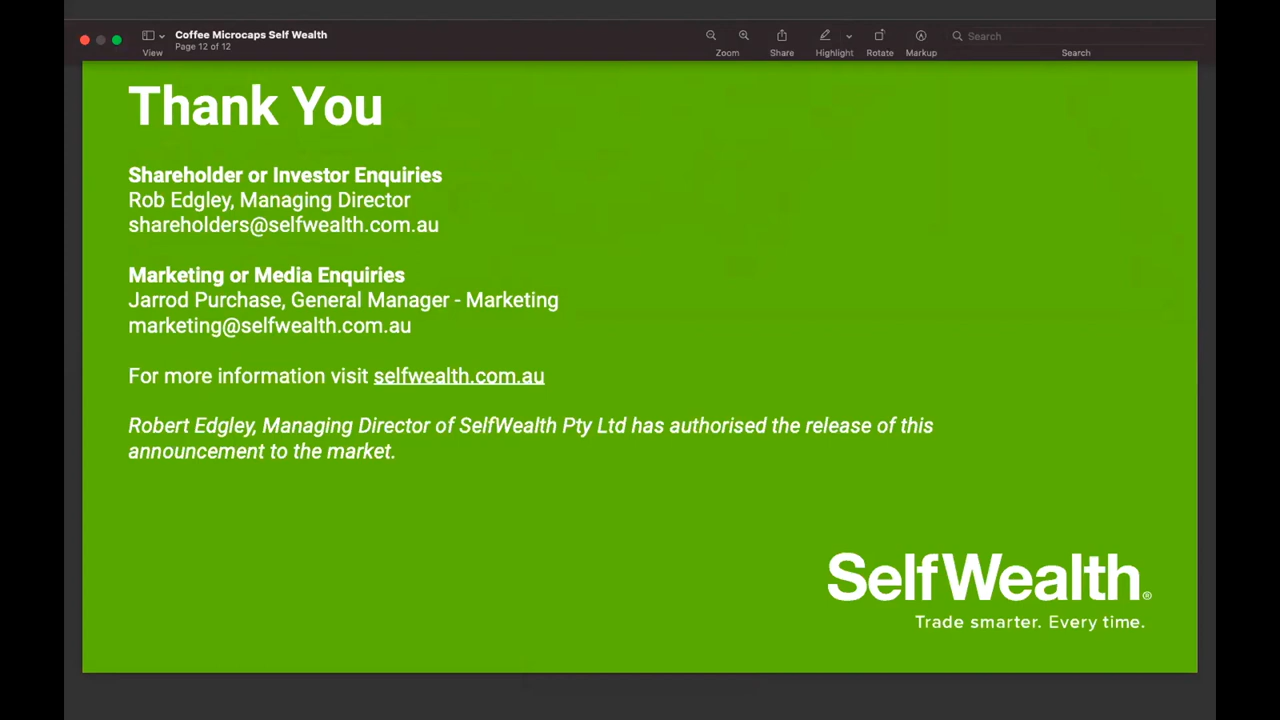 Coffee Microcaps Self Wealth
Page 12 of 12
View
Zoom
Share
Highlight
Rotate
Markup
Search
Search
Thank You
Shareholder or Investor Enquiries
Rob Edgley, Managing Director
shareholders@selfwealth.com.au
Marketing or Media Enquiries
Jarrod Purchase, General Manager - Marketing
marketing@selfwealth.com.au
For more information visit selfwealth.com.au
Robert Edgley, Managing Director of SelfWealth Pty Ltd has authorised the release of this
announcement to the market.
SelfWealth®
Trade smarter. Every time.